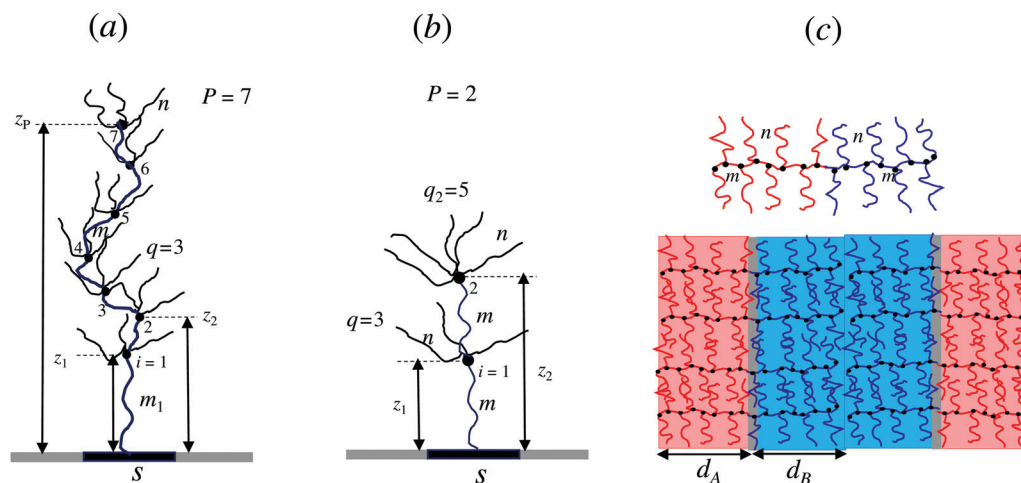 (a)
(b)
(c)
P = 7
P = 2
z_P
n
7
6
5
m
4
q=3
3
2
z_2
z_1
i = 1
m_1
s
q_2=5
n
2
m
q=3
n
i = 1
z_1
z_2
m
s
n
n
m
m
d_A
d_B